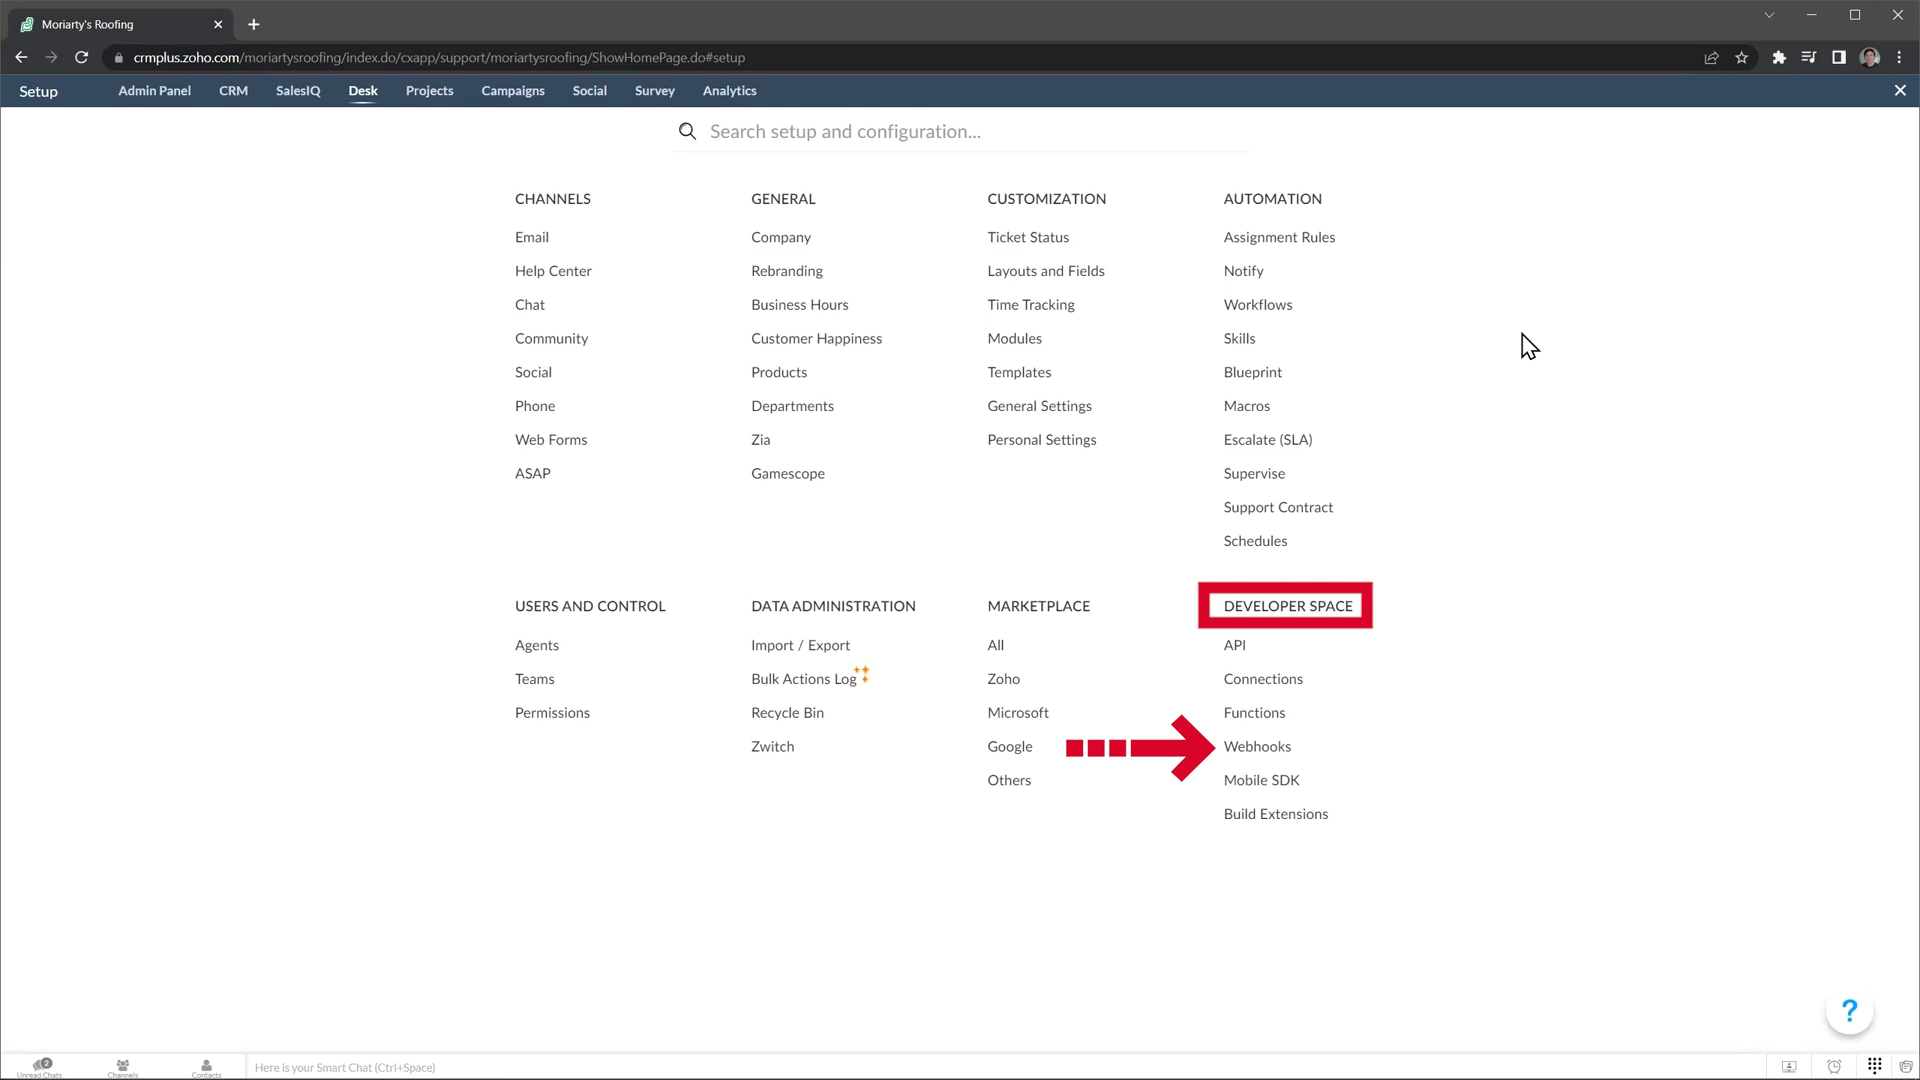 Moriarty's Roofing
crmplus.zoho.com/moriartysroofing/index.do/cxapp/support/moriartysroofing/ShowHomePage.do#setup
Setup Admin Panel CRM SalesIQ Desk Projects Campaigns Social Survey Analytics
Search setup and configuration...
CHANNELS
Email
Help Center
Chat
Community
Social
Phone
Web Forms
ASAP
GENERAL
Company
Rebranding
Business Hours
Customer Happiness
Products
Departments
Zia
Gamescope
CUSTOMIZATION
Ticket Status
Layouts and Fields
Time Tracking
Modules
Templates
General Settings
Personal Settings
AUTOMATION
Assignment Rules
Notify
Workflows
Skills
Blueprint
Macros
Escalate (SLA)
Supervise
Support Contract
Schedules
USERS AND CONTROL
Agents
Teams
Permissions
DATA ADMINISTRATION
Import / Export
Bulk Actions Log
Recycle Bin
Zwitch
MARKETPLACE
All
Zoho
Microsoft
Google
Others
DEVELOPER SPACE
API
Connections
Functions
Webhooks
Mobile SDK
Build Extensions
?
2
Unread Chats Channels Contacts Here is your Smart Chat (Ctrl+Space)